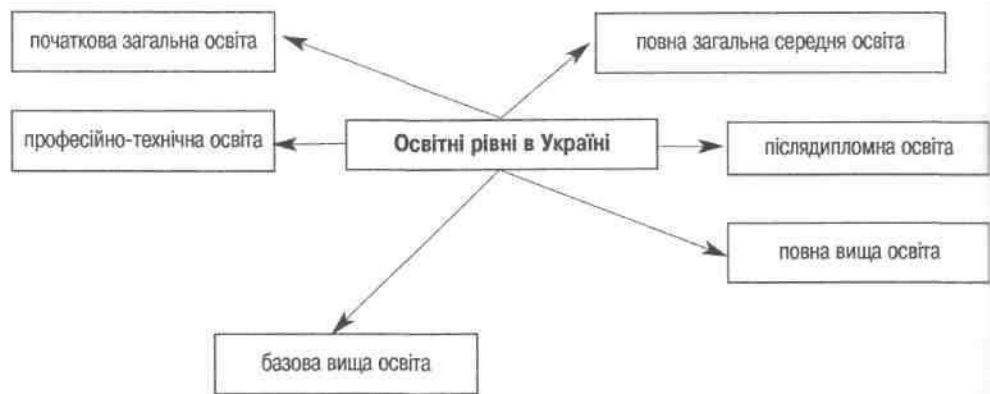 початкова загальна освіта
повна загальна середня освіта
професійно-технічна освіта
Освітні рівні в Україні
післядипломна освіта
повна вища освіта
базова вища освіта